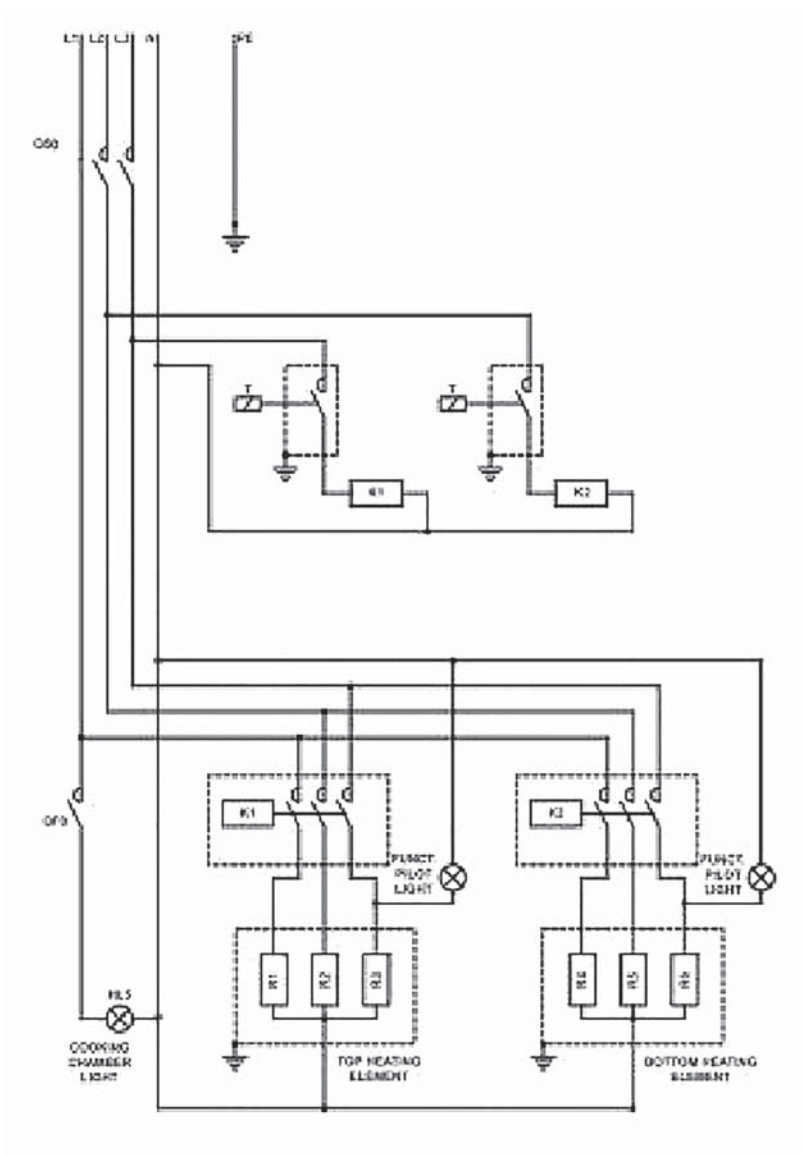 L1 L2 L3 N PE
T
T
K1
K2
K1
FUNCT.
PILOT
LIGHT
FUNCT.
PILOT
LIGHT
R1
R2
R3
R4
R5
R6
HL5
COOKING
CHAMBER
LIGHT
TOP HEATING
ELEMENT
BOTTOM HEATING
ELEMENT